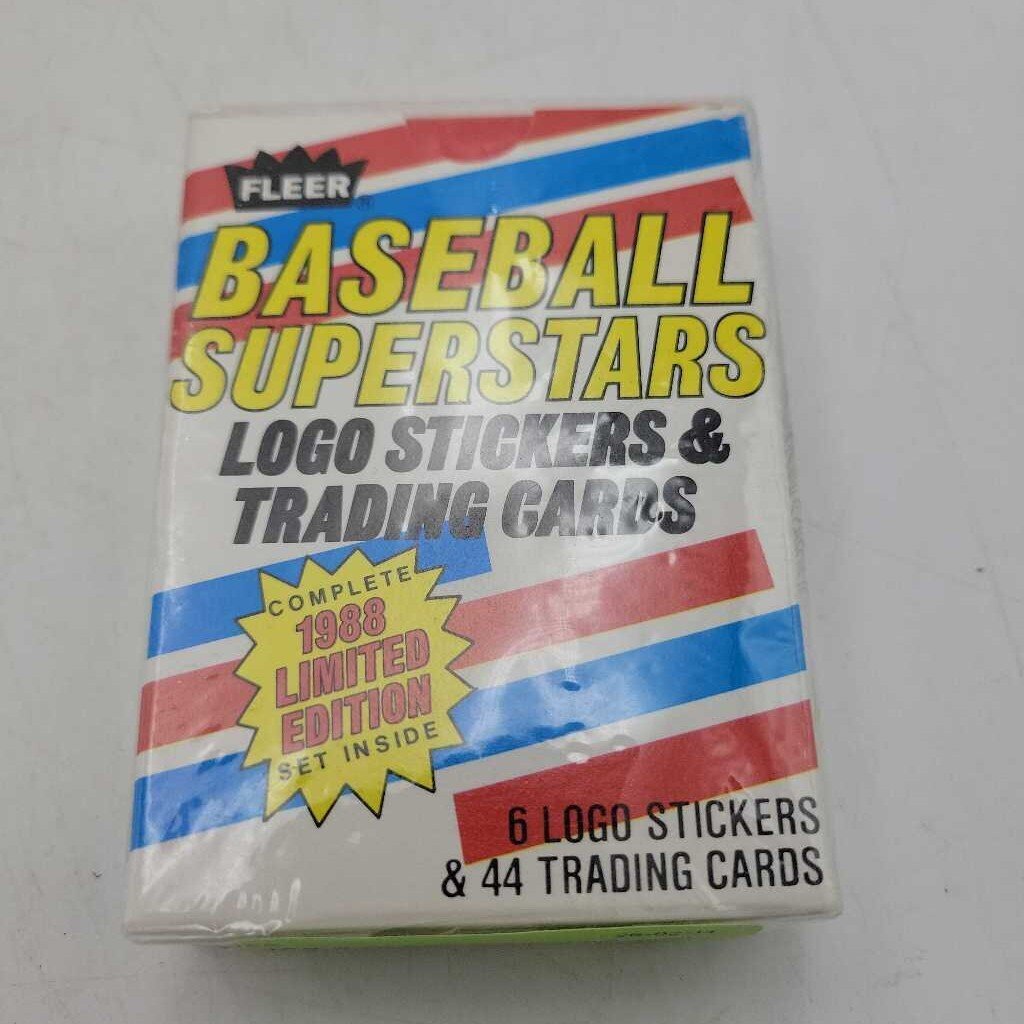 FLEER®
BASEBALL
SUPERSTARS
LOGO STICKERS &
TRADING CARDS
COMPLETE
1988
LIMITED
EDITION
SET INSIDE
6 LOGO STICKERS
& 44 TRADING CARDS